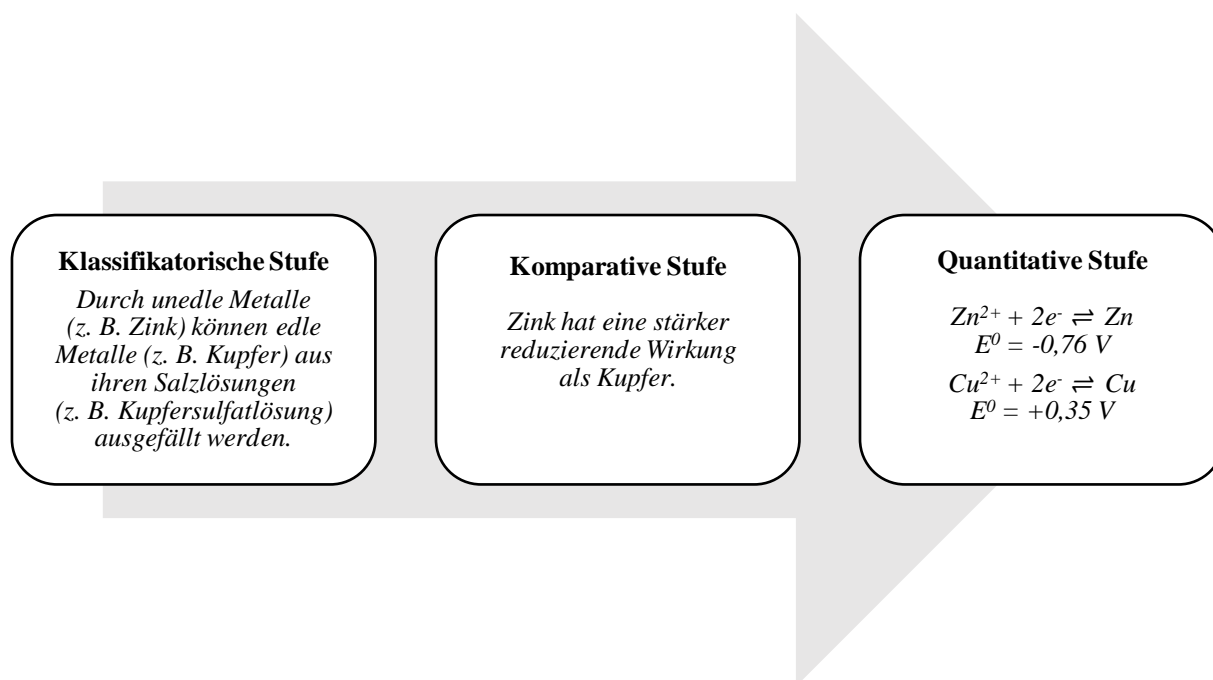 Klassifikatorische Stufe
Durch unedle Metalle
(z. B. Zink) können edle
Metalle (z. B. Kupfer) aus
ihren Salzlösungen
(z. B. Kupfersulfatlösung)
ausgefällt werden.
Komparative Stufe
Zink hat eine stärker
reduzierende Wirkung
als Kupfer.
Quantitative Stufe
Zn²⁺ + 2e⁻ ⇌ Zn
E⁰ = -0,76 V
Cu²⁺ + 2e⁻ ⇌ Cu
E⁰ = +0,35 V